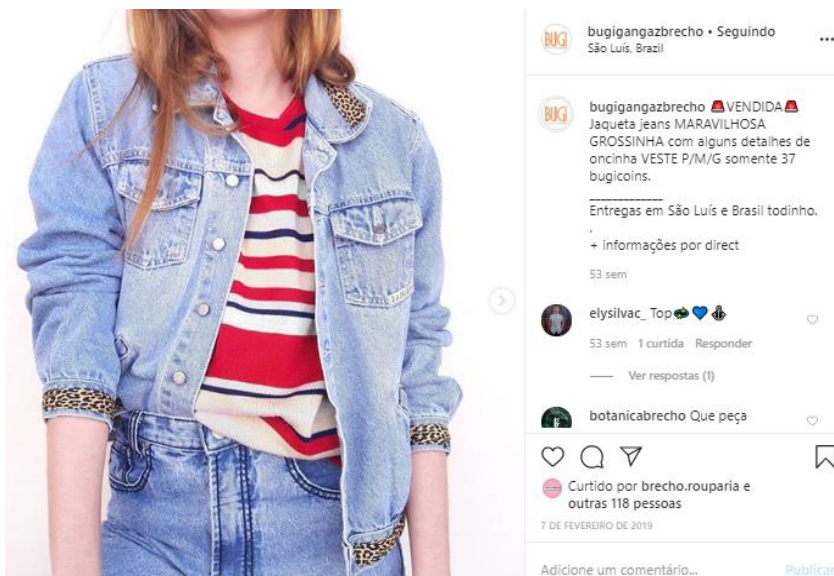 BUGI
bugigangazbrecho • Seguindo
São Luís, Brazil
BUGI
bugigangazbrecho 🚨VENDIDA🚨
Jaqueta jeans MARAVILHOSA
GROSSINHA com alguns detalhes de
oncinha VESTE P/M/G somente 37
bugicoins.
_____________
Entregas em São Luís e Brasil todinho.
.
+ informações por direct
53 sem
elysilvac_ Top
53 sem 1 curtida Responder
Ver respostas (1)
botanicabrecho Que peça
Curtido por brecho.rouparia e
outras 118 pessoas
7 DE FEVEREIRO DE 2019
Adicione um comentário...
Publicar